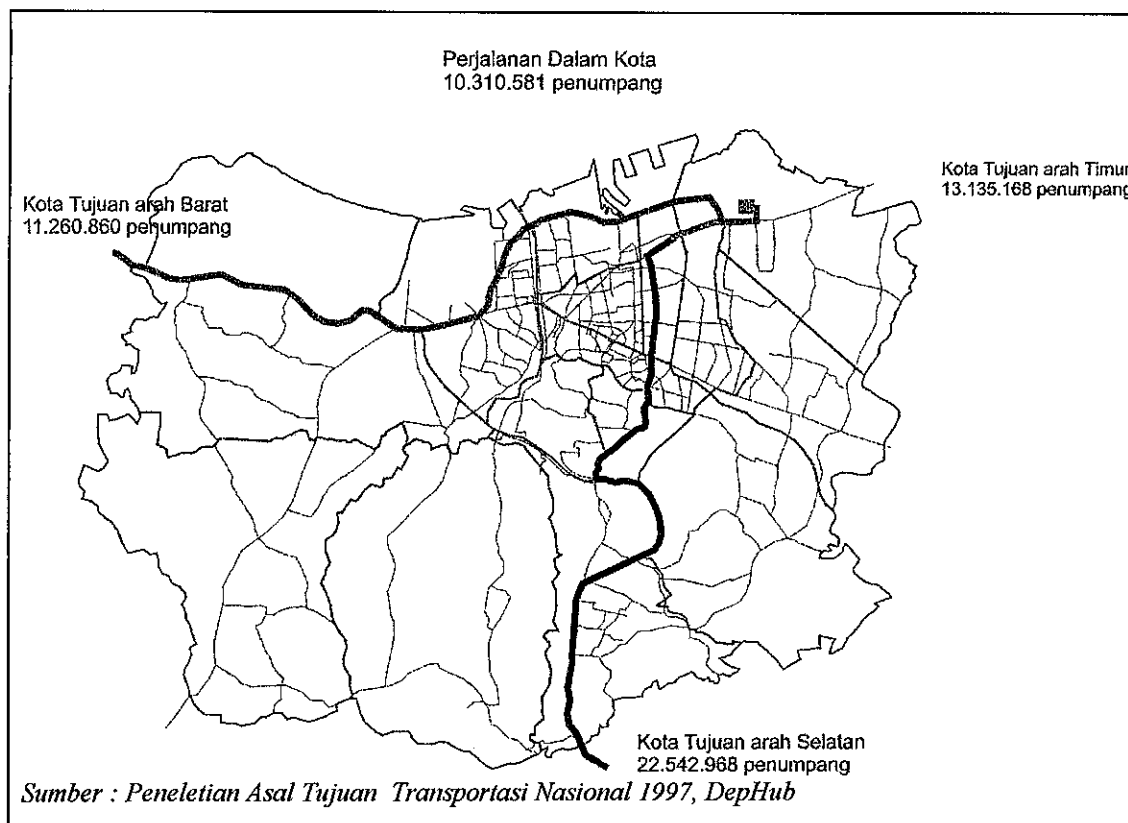 Perjalanan Dalam Kota
10.310.581 penumpang
Kota Tujuan arah Timur
13.135.168 penumpang
Kota Tujuan arah Barat
11.260.860 penumpang
Kota Tujuan arah Selatan
22.542.968 penumpang
Sumber : Peneletian Asal Tujuan Transportasi Nasional 1997, DepHub